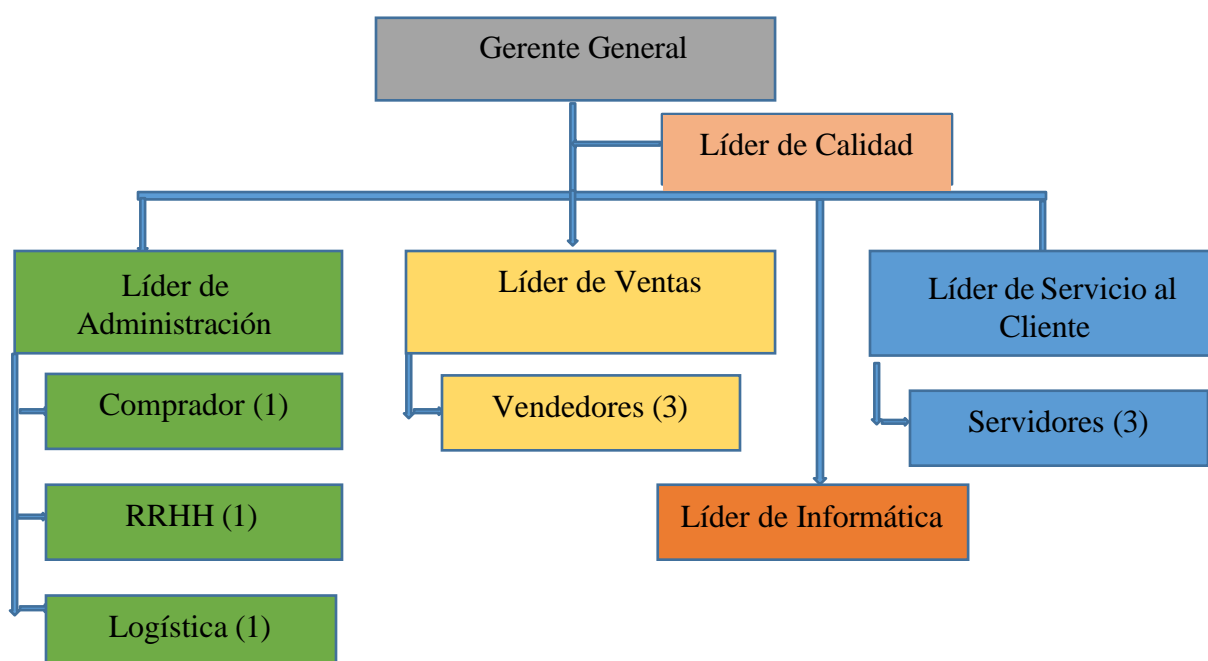 Gerente General
Líder de Calidad
Líder de
Administración
Líder de Ventas
Líder de Servicio al
Cliente
Comprador (1)
Vendedores (3)
Servidores (3)
RRHH (1)
Líder de Informática
Logística (1)